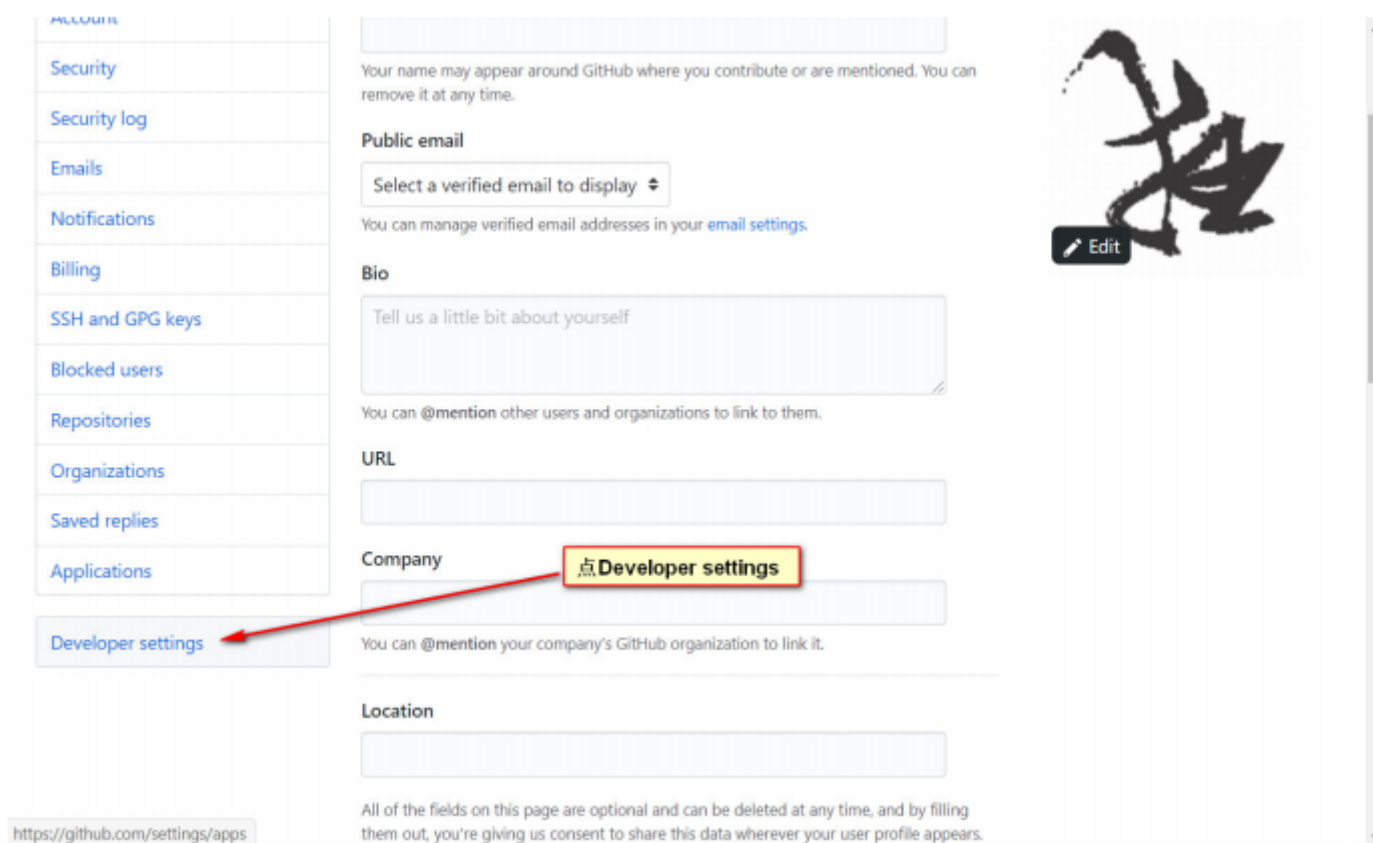 Account
Security
Security log
Emails
Notifications
Billing
SSH and GPG keys
Blocked users
Repositories
Organizations
Saved replies
Applications
Developer settings
Your name may appear around GitHub where you contribute or are mentioned. You can
remove it at any time.
Public email
Select a verified email to display
You can manage verified email addresses in your email settings.
Bio
Tell us a little bit about yourself
You can @mention other users and organizations to link to them.
URL
Company
点Developer settings
You can @mention your company's GitHub organization to link it.
Location
All of the fields on this page are optional and can be deleted at any time, and by filling
them out, you're giving us consent to share this data wherever your user profile appears.
Edit
https://github.com/settings/apps